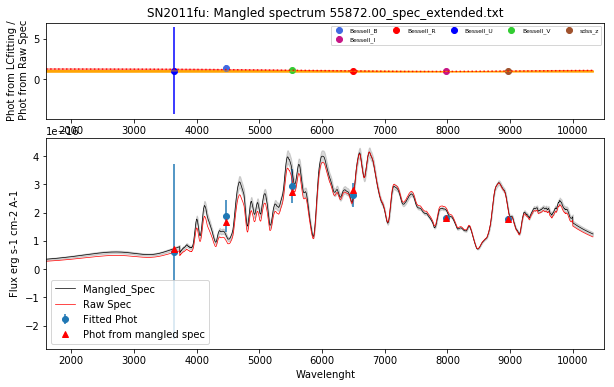 SN2011fu: Mangled spectrum 55872.00_spec_extended.txt
Phot from LCfitting /
Phot from Raw Spec
5
0
Bessell_B
Bessell_R
Bessell_U
Bessell_V
sdss_z
Bessell_I
2000 3000 4000 5000 6000 7000 8000 9000 10000
1e−16
Flux erg s-1 cm-2 A-1
4
3
2
1
0
−1
−2
Mangled_Spec
Raw Spec
Fitted Phot
Phot from mangled spec
2000 3000 4000 5000 6000 7000 8000 9000 10000
Wavelenght